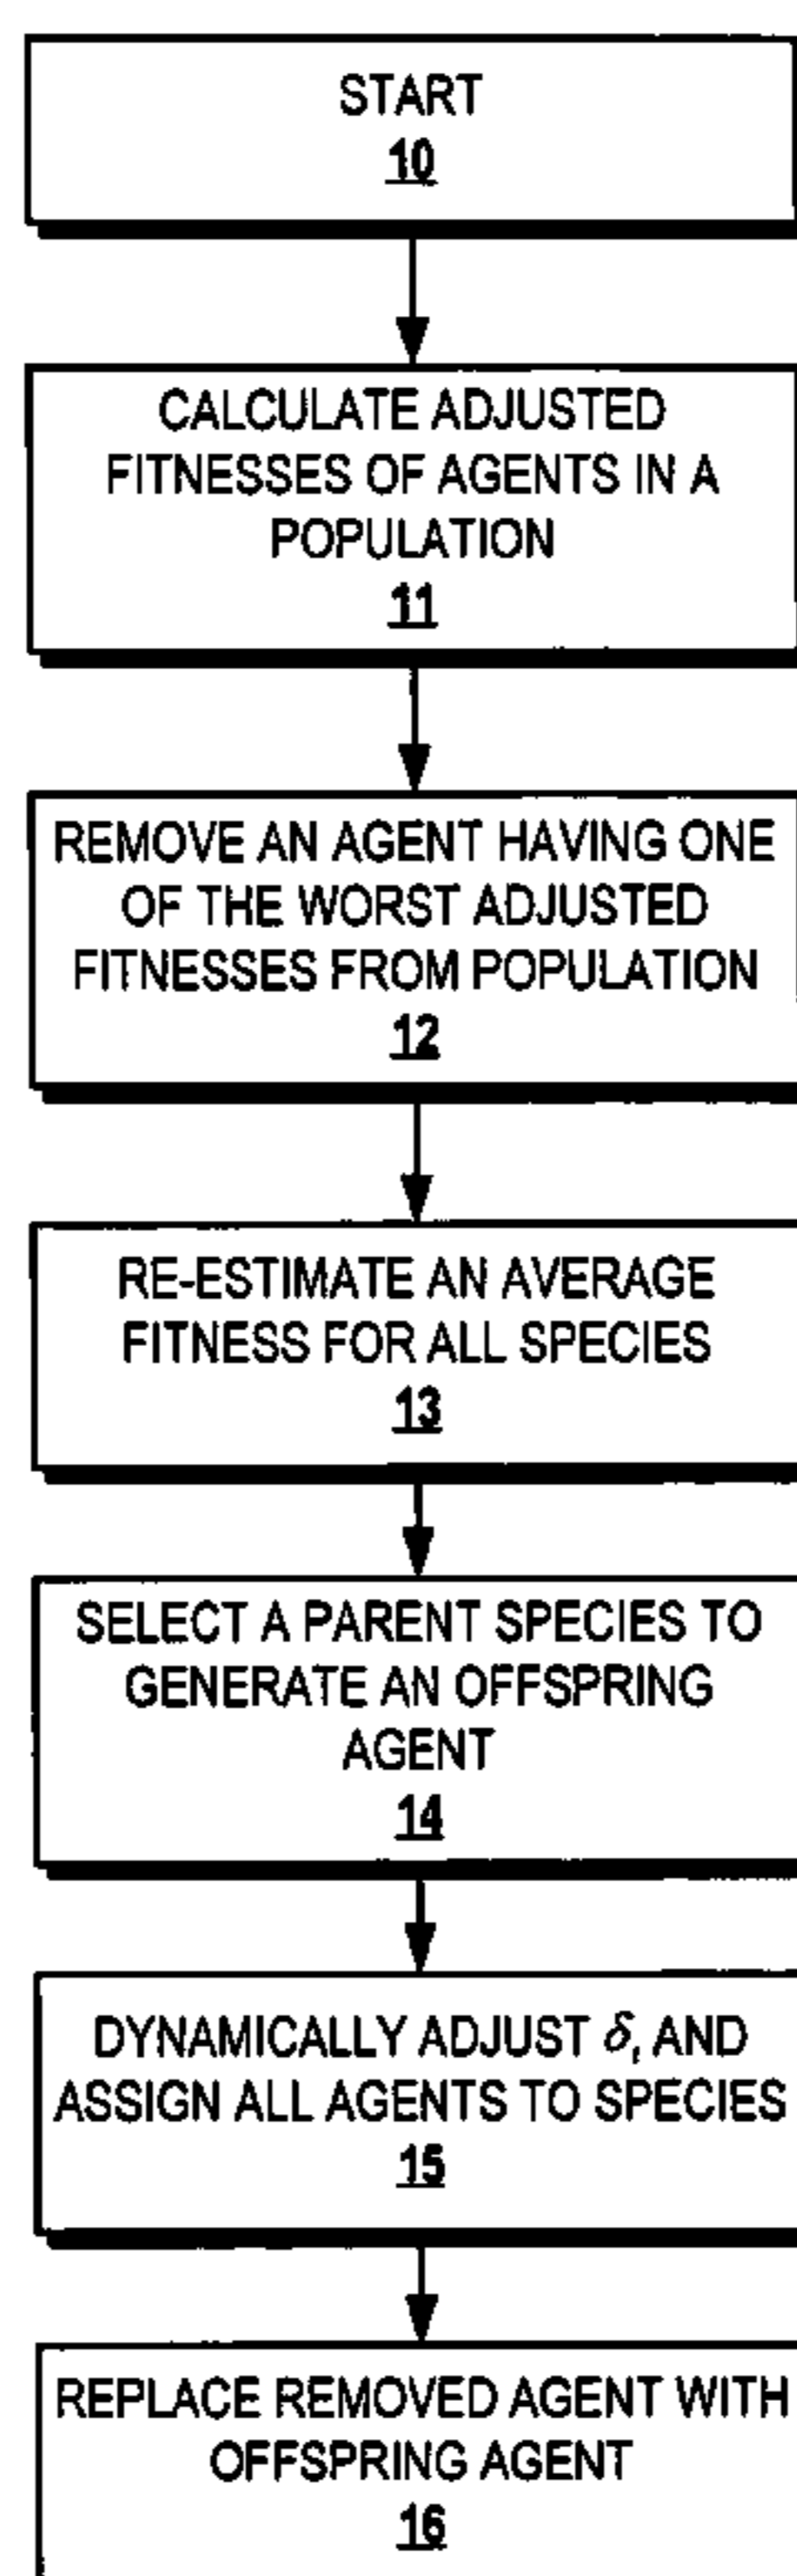 START
10
CALCULATE ADJUSTED
FITNESSES OF AGENTS IN A
POPULATION
11
REMOVE AN AGENT HAVING ONE
OF THE WORST ADJUSTED
FITNESSES FROM POPULATION
12
RE-ESTIMATE AN AVERAGE
FITNESS FOR ALL SPECIES
13
SELECT A PARENT SPECIES TO
GENERATE AN OFFSPRING
AGENT
14
DYNAMICALLY ADJUST δₜ AND
ASSIGN ALL AGENTS TO SPECIES
15
REPLACE REMOVED AGENT WITH
OFFSPRING AGENT
16